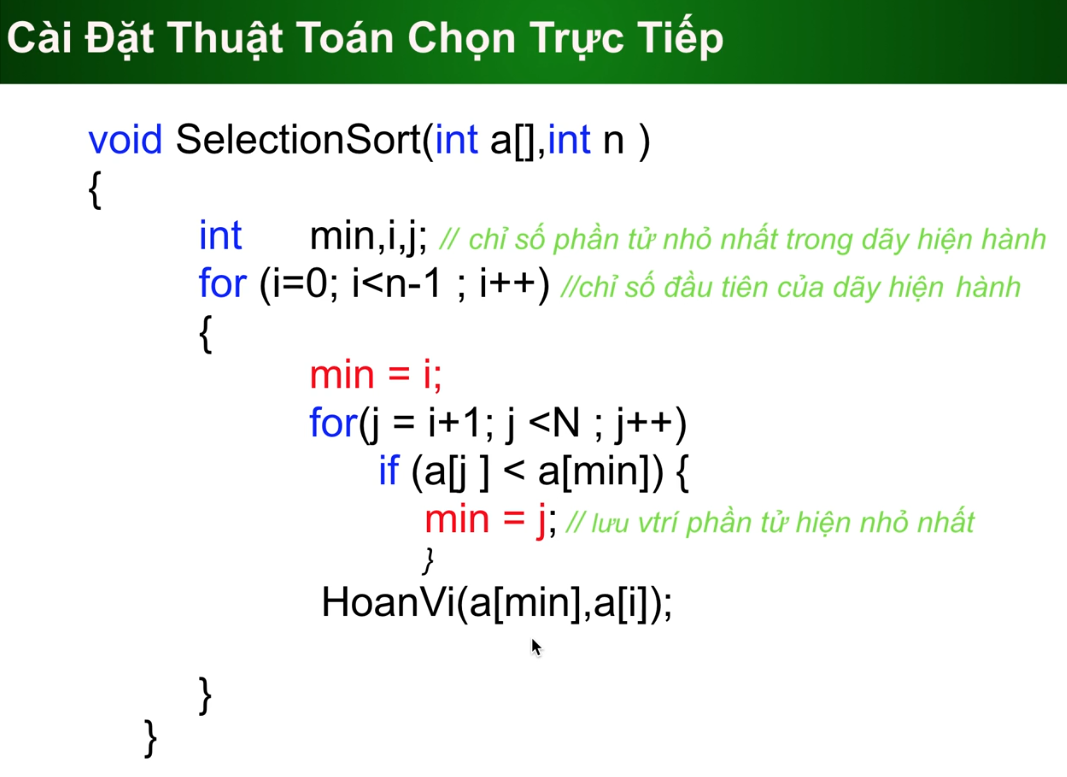 Cài Đặt Thuật Toán Chọn Trực Tiếp
void SelectionSort(int a[],int n )
{
int min,i,j; // chỉ số phần tử nhỏ nhất trong dãy hiện hành
for (i=0; i<n-1 ; i++) //chỉ số đầu tiên của dãy hiện hành
{
min = i;
for(j = i+1; j <N ; j++)
if (a[j ] < a[min]) {
min = j; // lưu vtrí phần tử hiện nhỏ nhất
}
HoanVi(a[min],a[i]);
}
}